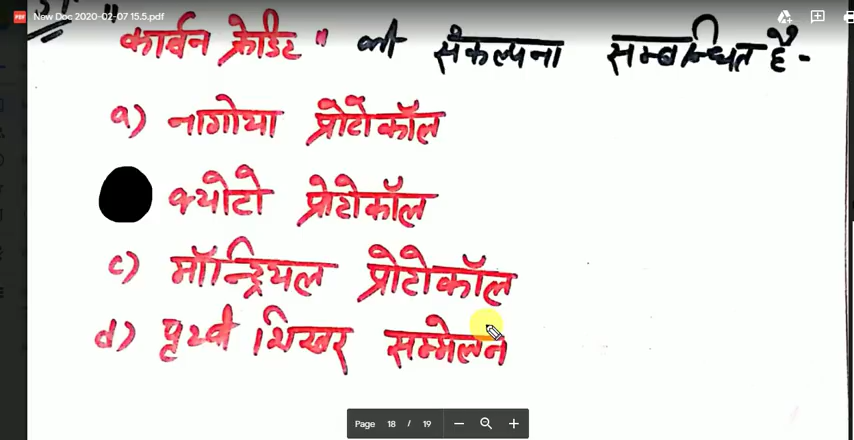 New Doc 2020-02-07 15.5.pdf
"कार्बन क्रेडिट" की संकल्पना सम्बन्धित है -
a) नागोया प्रोटोकॉल
क्योटो प्रोटोकॉल
c) मॉन्ट्रियल प्रोटोकॉल
d) पृथ्वी शिखर सम्मेलन
Page 18 / 19